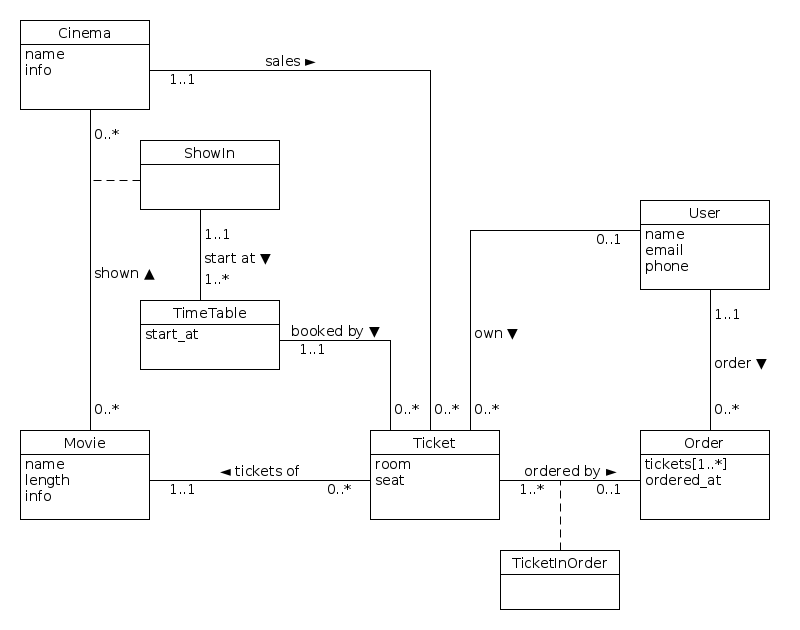 Cinema
name
info
sales ►
1..1
0..*
ShowIn
1..1
start at ▼
1..*
shown ▲
User
name
email
phone
0..1
TimeTable
start_at
booked by ▼
1..1
own ▼
1..1
order ▼
0..*
0..*
0..*
0..*
0..*
Movie
name
length
info
◄ tickets of
1..1
0..*
Ticket
room
seat
ordered by ►
1..*
0..1
Order
tickets[1..*]
ordered_at
TicketInOrder